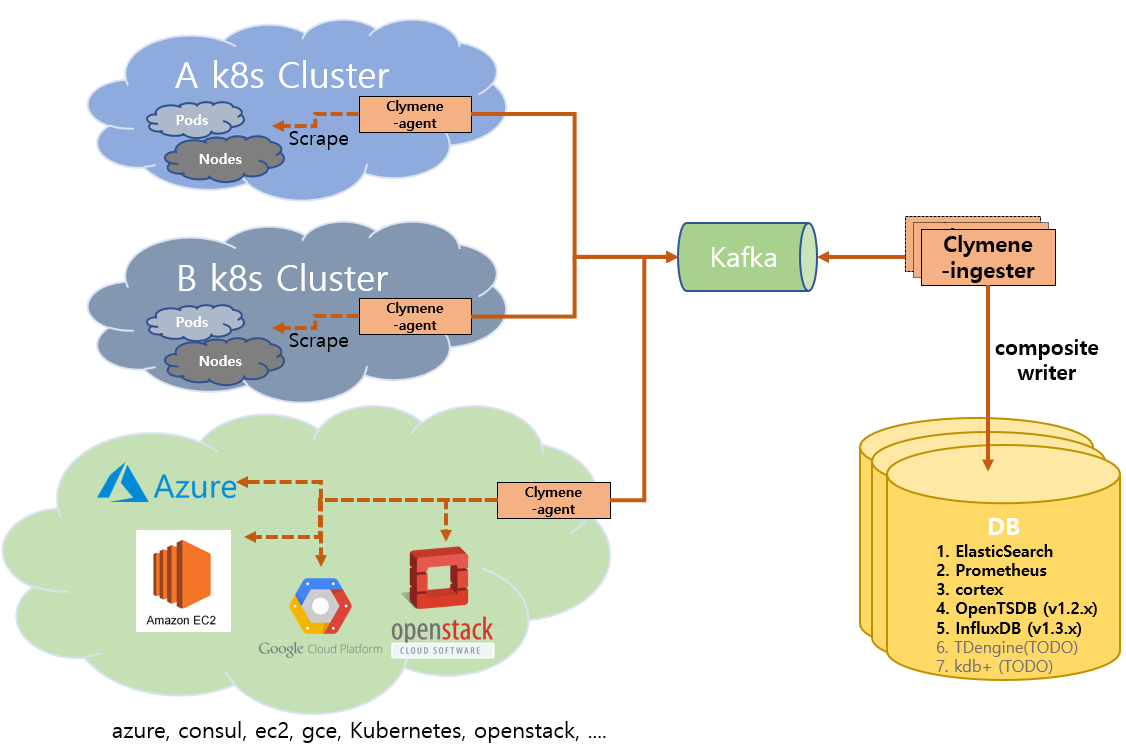 A k8s Cluster
Clymene
-agent
Pods
Scrape
Nodes
B k8s Cluster
Clymene
-agent
Pods
Scrape
Nodes
Kafka
Clymene
-ingester
composite
writer
Azure
Clymene
-agent
Amazon EC2
Google Cloud Platform
openstack
CLOUD SOFTWARE
DB
1. ElasticSearch
2. Prometheus
3. cortex
4. OpenTSDB (v1.2.x)
5. InfluxDB (v1.3.x)
6. TDengine(TODO)
7. kdb+ (TODO)
azure, consul, ec2, gce, Kubernetes, openstack, ....